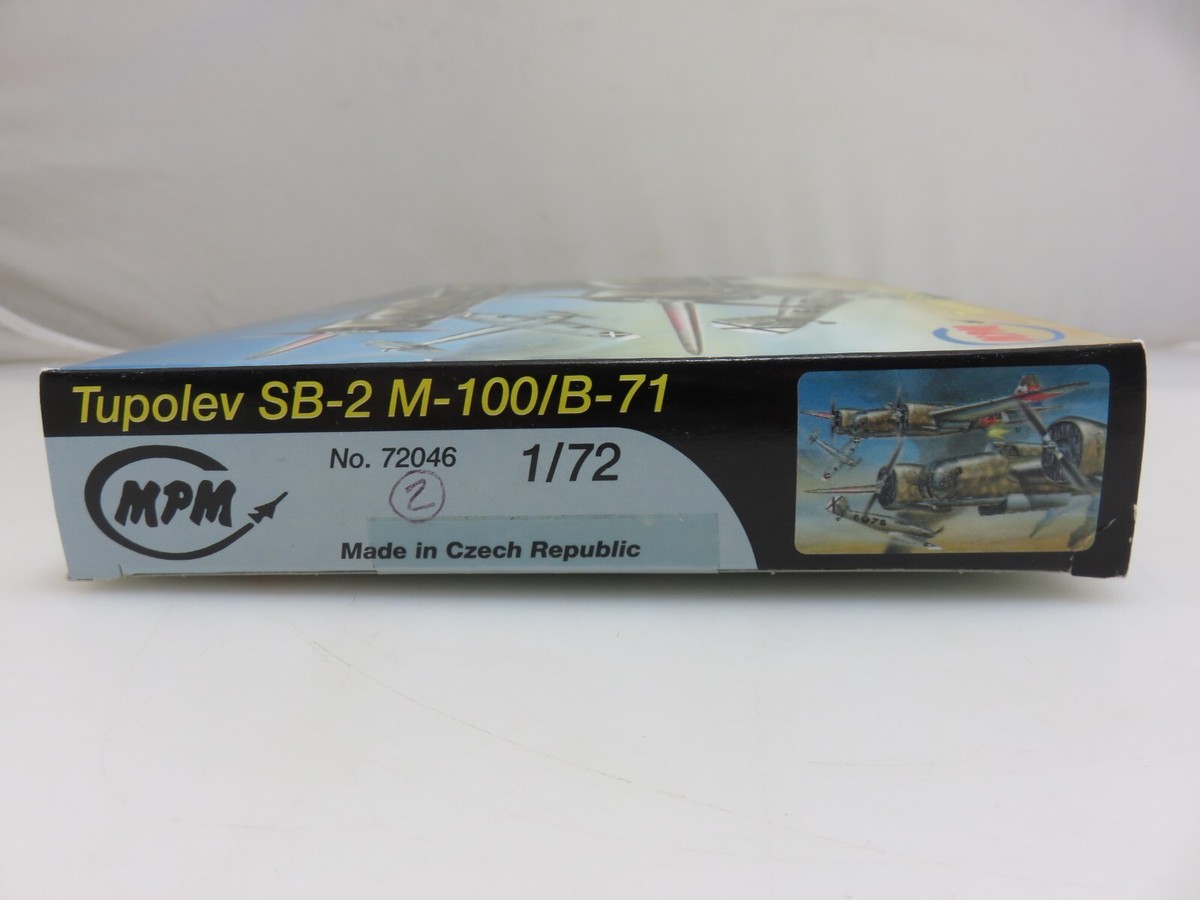 Tupolev SB-2 M-100/B-71
MPM
No. 72046
1/72
2
Made in Czech Republic